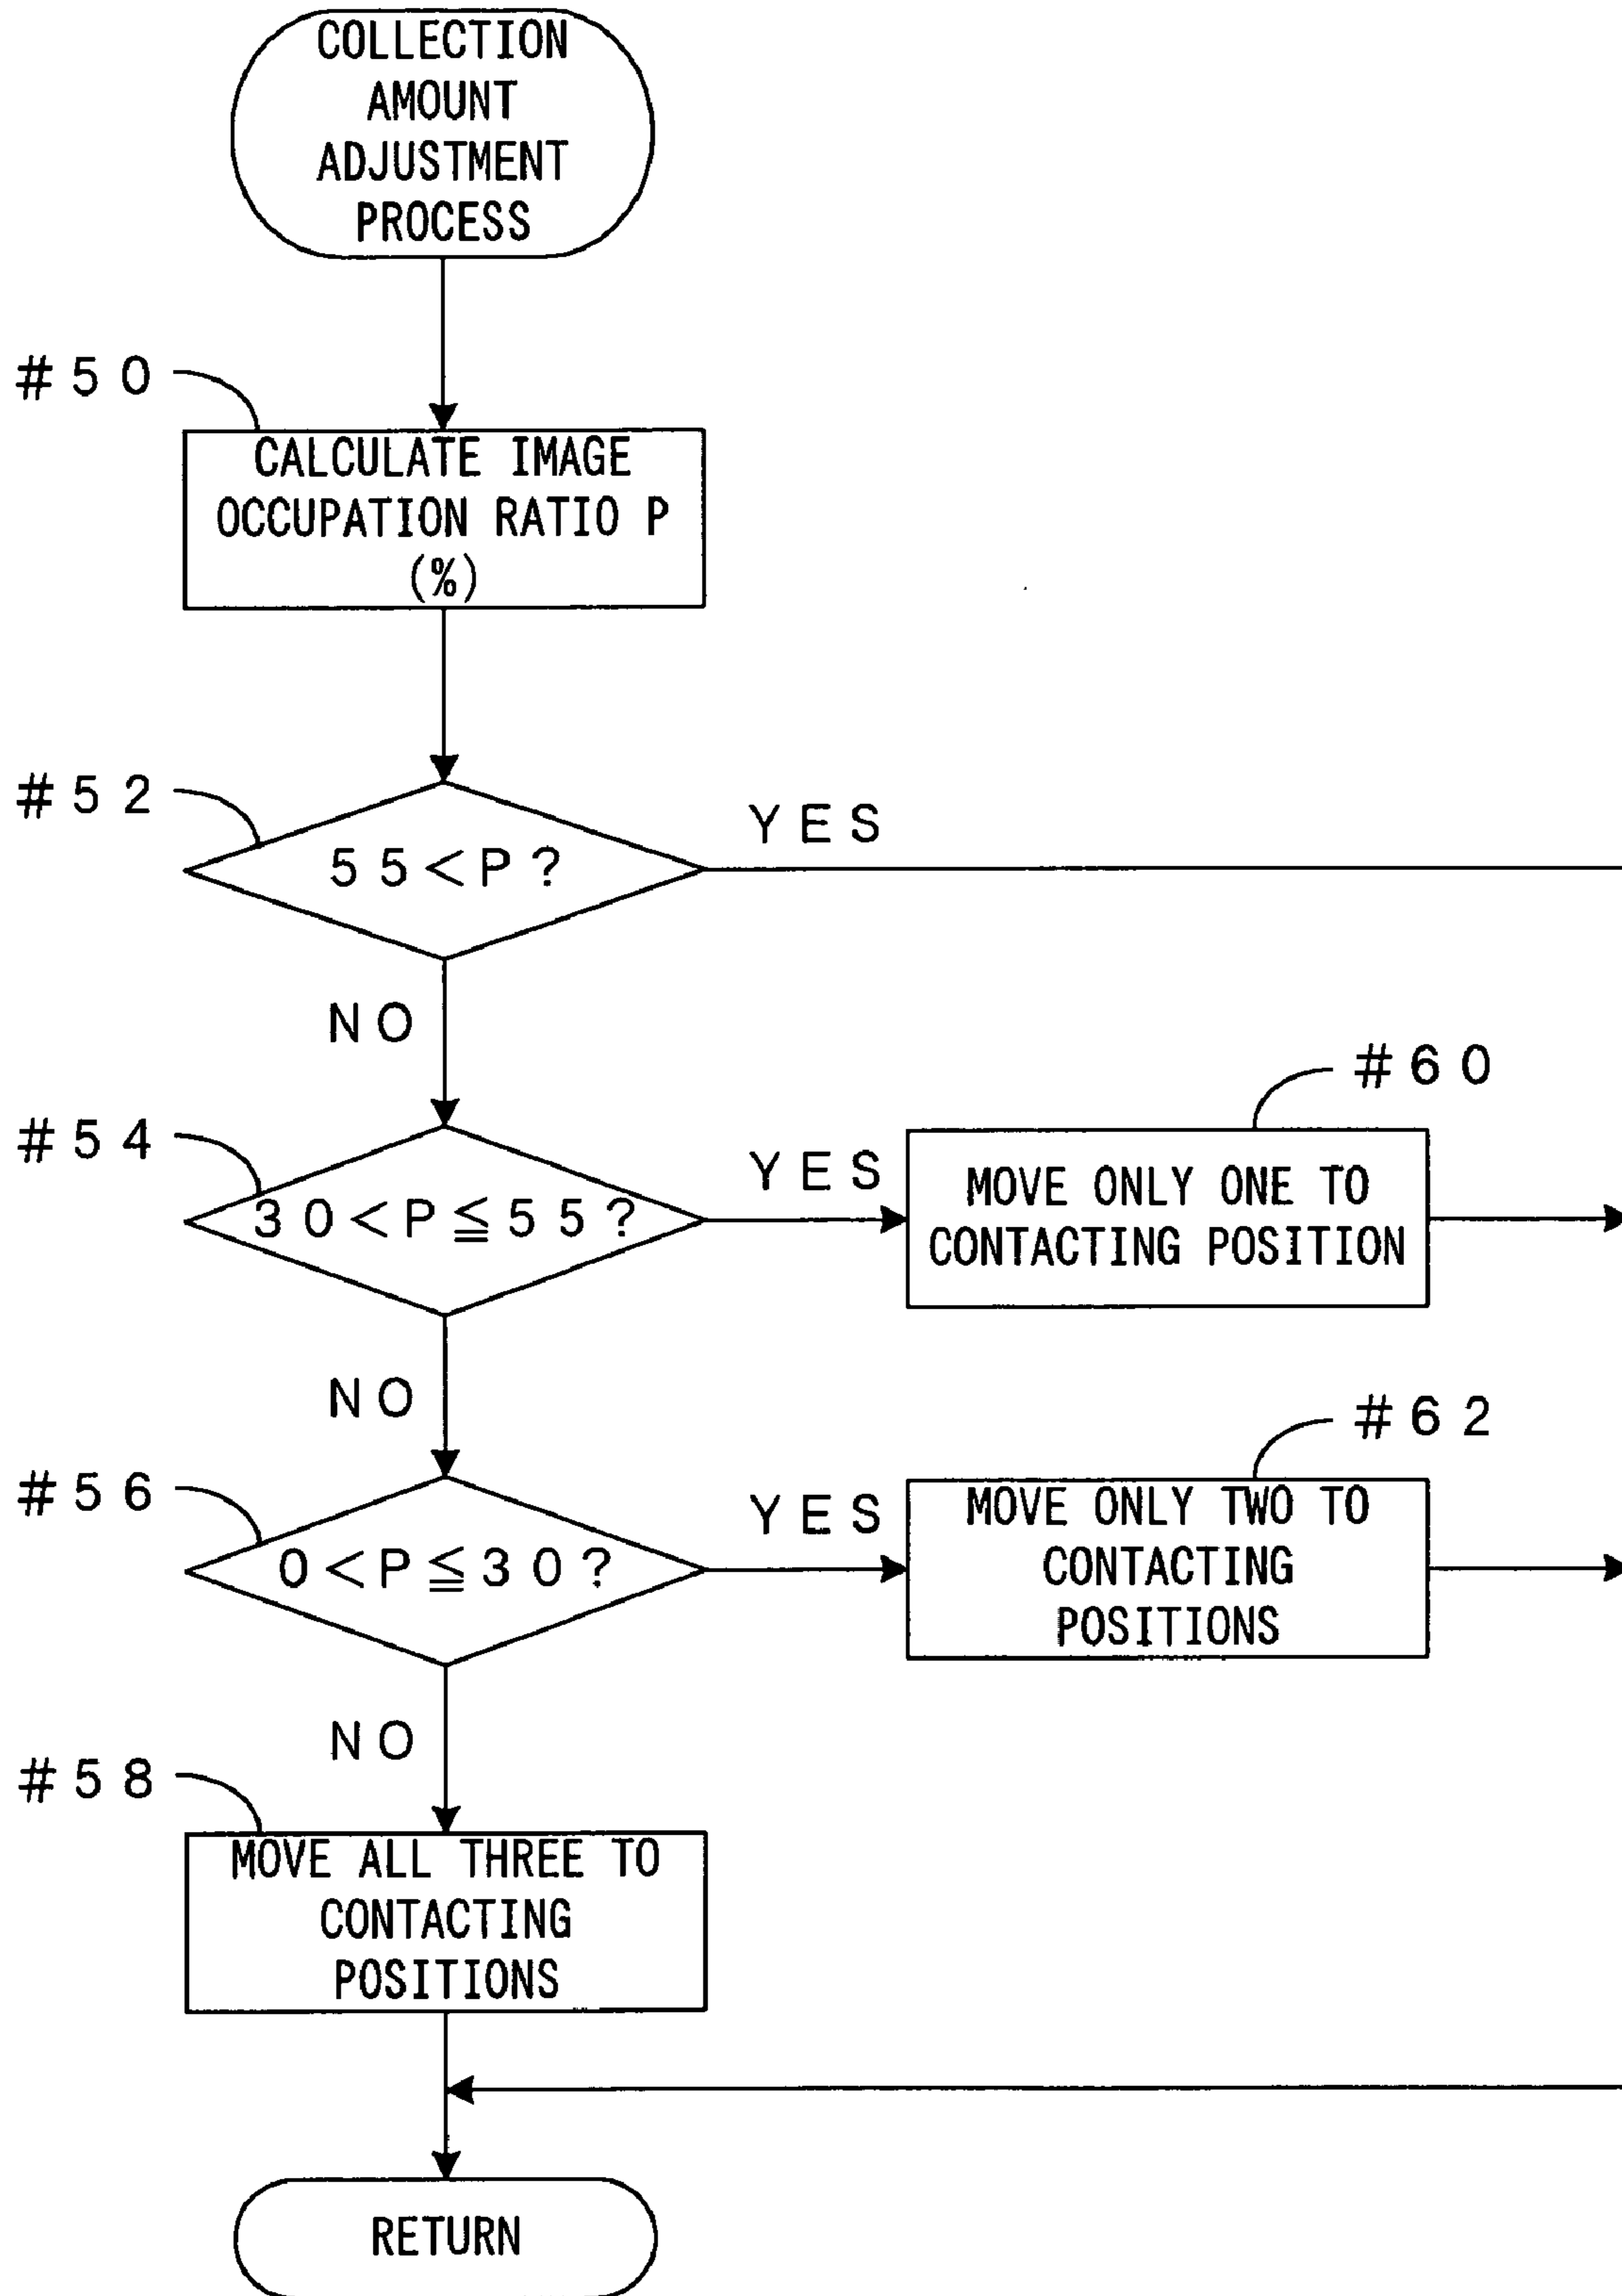 COLLECTION
AMOUNT
ADJUSTMENT
PROCESS
#50
CALCULATE IMAGE
OCCUPATION RATIO P
(%)
#52
55<P?
YES
NO
#54
30<P≦55?
YES
#60
MOVE ONLY ONE TO
CONTACTING POSITION
NO
#56
0<P≦30?
YES
#62
MOVE ONLY TWO TO
CONTACTING
POSITIONS
NO
#58
MOVE ALL THREE TO
CONTACTING
POSITIONS
RETURN